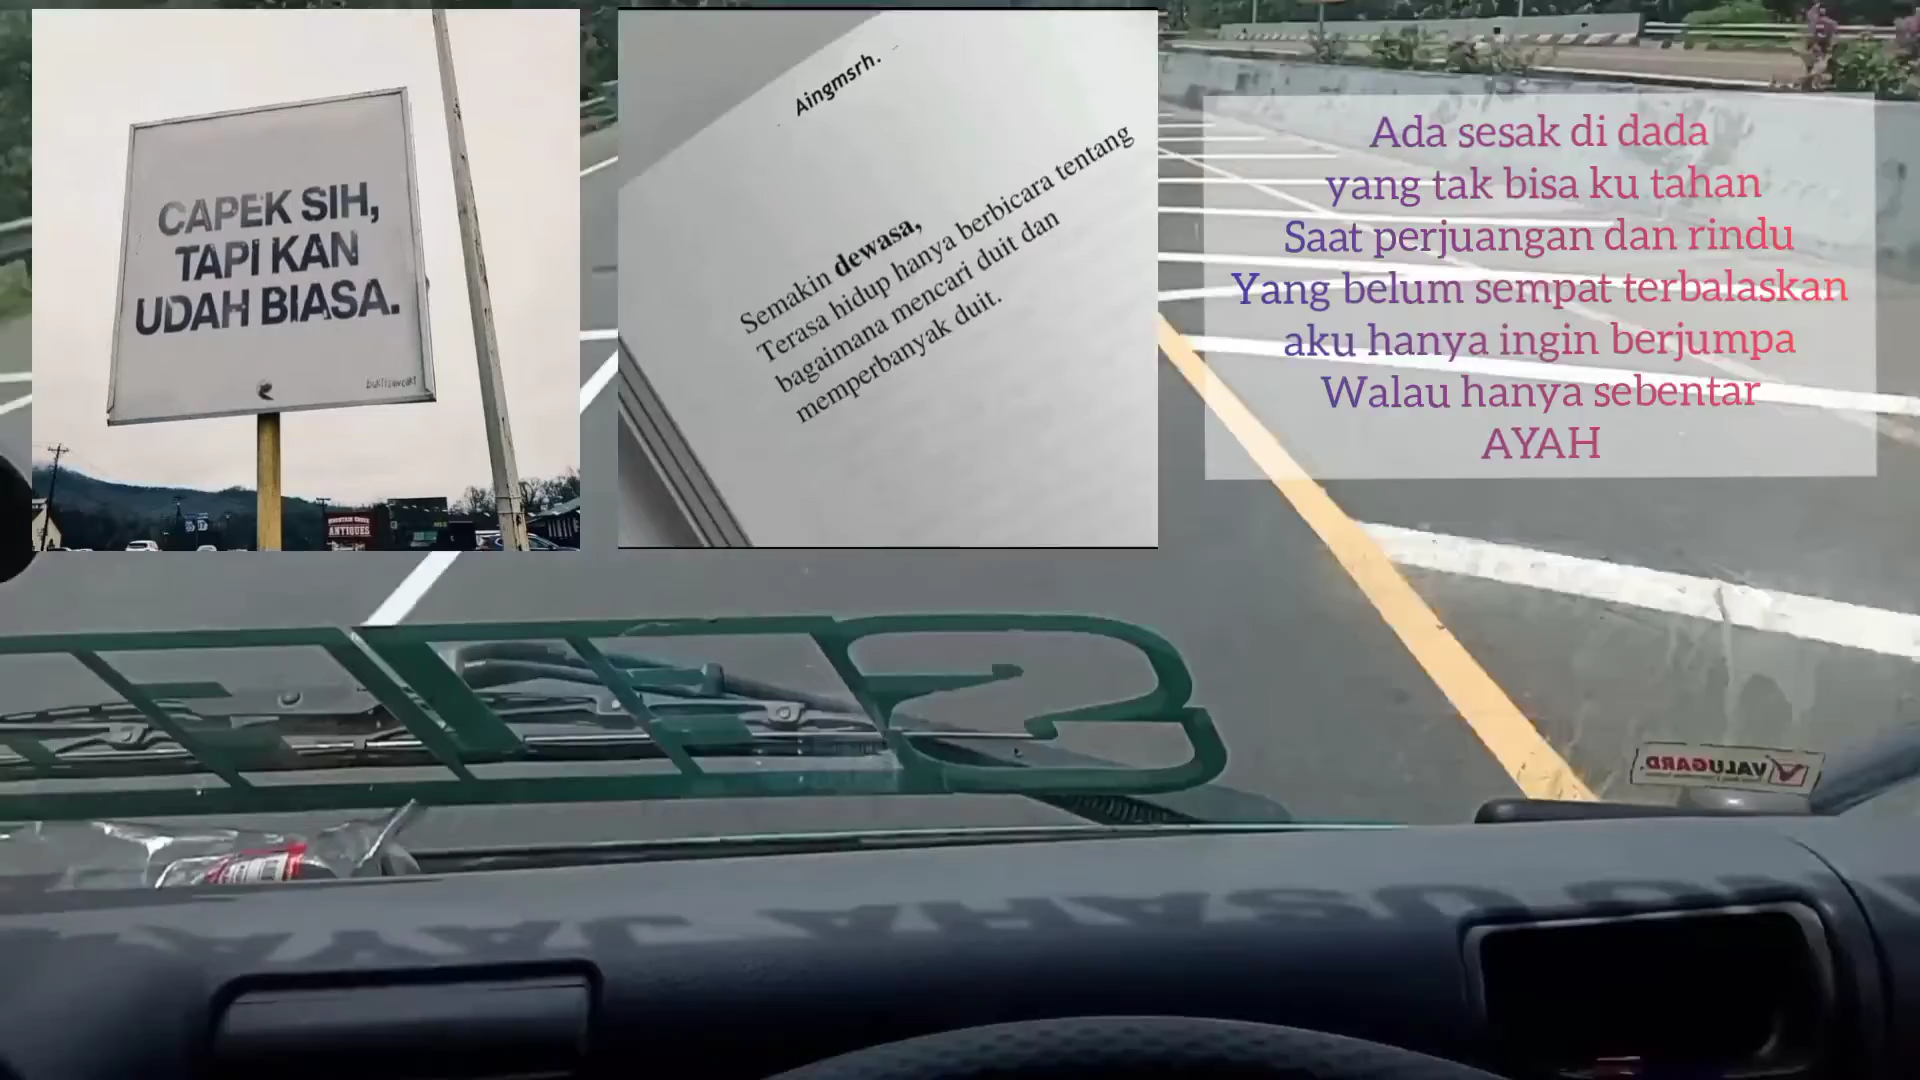 CAPEK SIH,
TAPI KAN
UDAH BIASA.
MOUNTAIN
ANTIQUES
Aingmsrh.
Semakin dewasa,
Terasa hidup hanya berbicara tentang
bagaimana mencari duit dan
memperbanyak duit.
Ada sesak di dada
yang tak bisa ku tahan
Saat perjuangan dan rindu
Yang belum sempat terbalaskan
aku hanya ingin berjumpa
Walau hanya sebentar
AYAH
VALUGARD